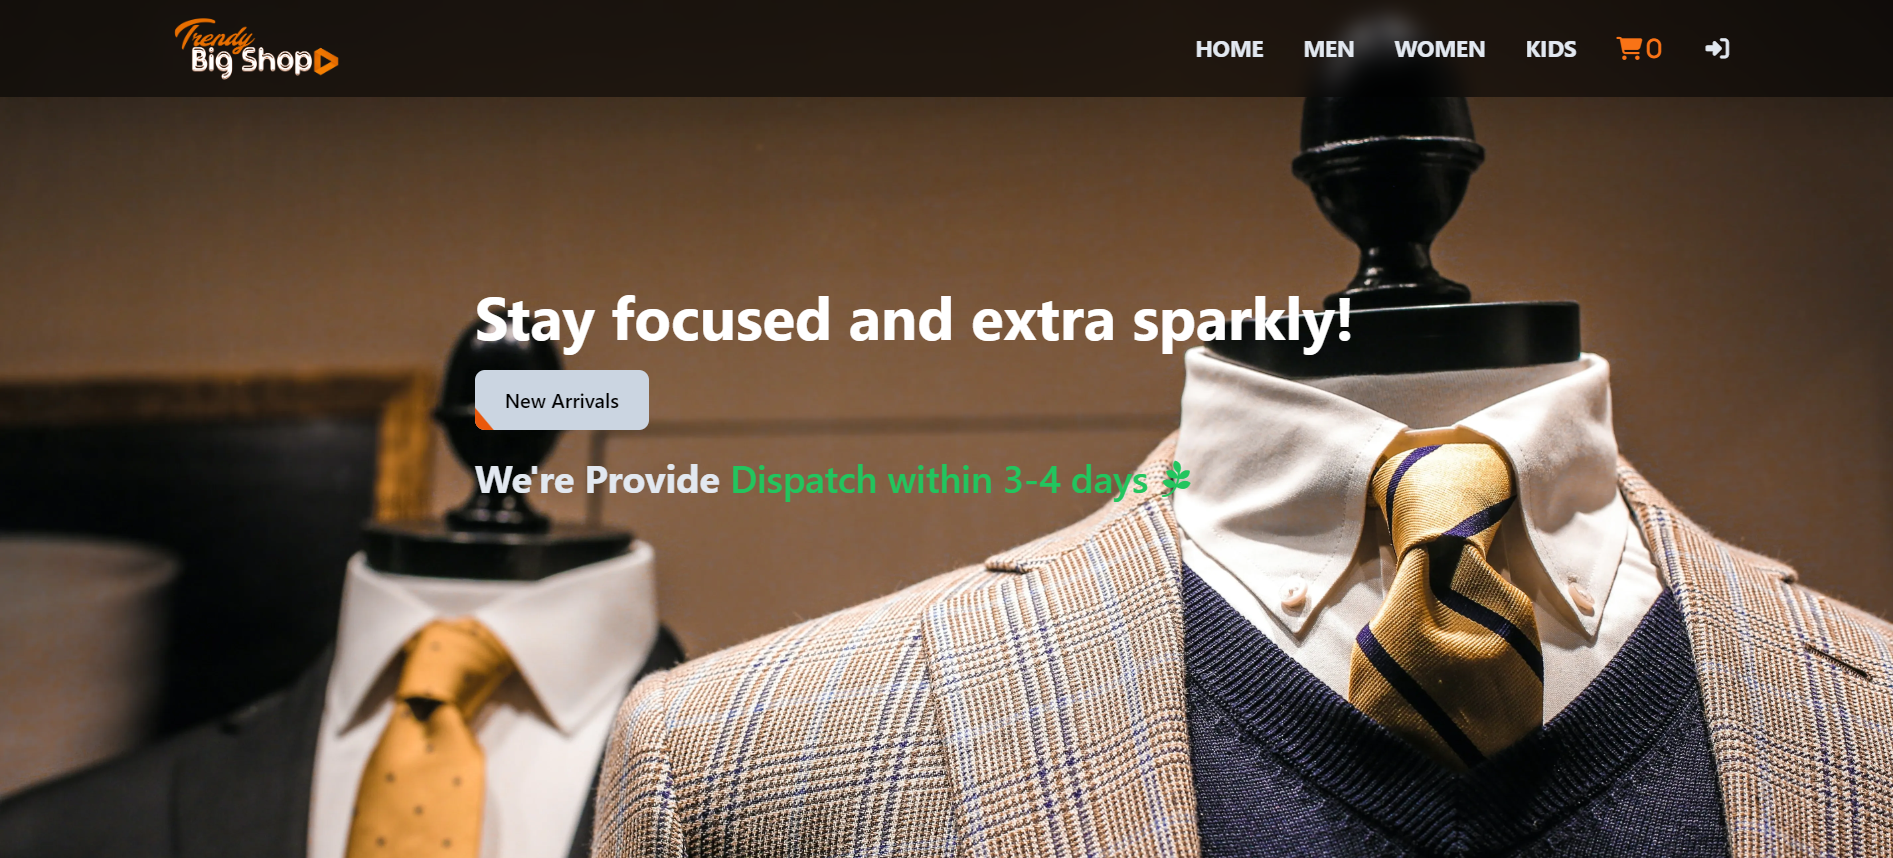 Trendy
Big Shop
HOME MEN WOMEN KIDS 0
Stay focused and extra sparkly!
New Arrivals
We're Provide Dispatch within 3-4 days